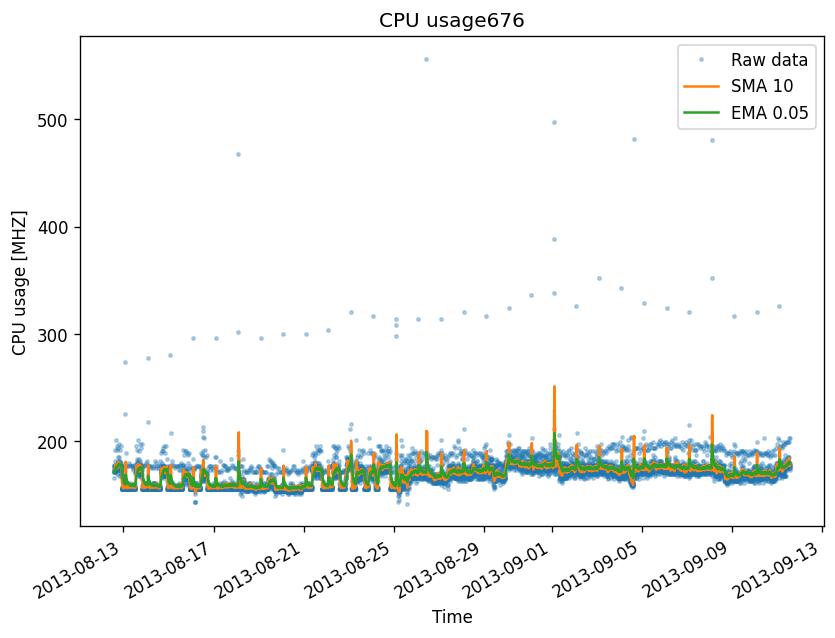 CPU usage676
Raw data
SMA 10
EMA 0.05
CPU usage [MHZ]
500
400
300
200
2013-08-13
2013-08-17
2013-08-21
2013-08-25
2013-08-29
2013-09-01
2013-09-05
2013-09-09
2013-09-13
Time